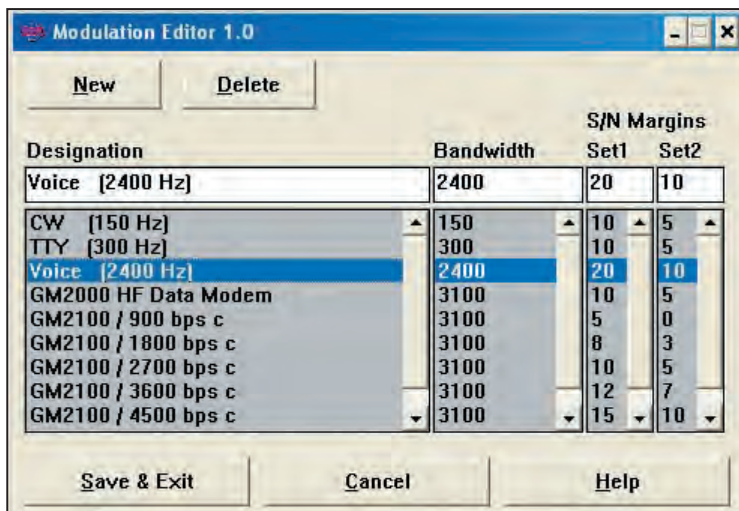 Modulation Editor 1.0
New Delete
S/N Margins
Designation Bandwidth Set1 Set2
Voice (2400 Hz) 2400 20 10
CW (150 Hz) 150 10 5
TTY (300 Hz) 300 10 5
Voice (2400 Hz) 2400 20 10
GM2000 HF Data Modem 3100 10 5
GM2100 / 900 bps c 3100 5 0
GM2100 / 1800 bps c 3100 8 3
GM2100 / 2700 bps c 3100 10 5
GM2100 / 3600 bps c 3100 12 7
GM2100 / 4500 bps c 3100 15 10
Save & Exit Cancel Help